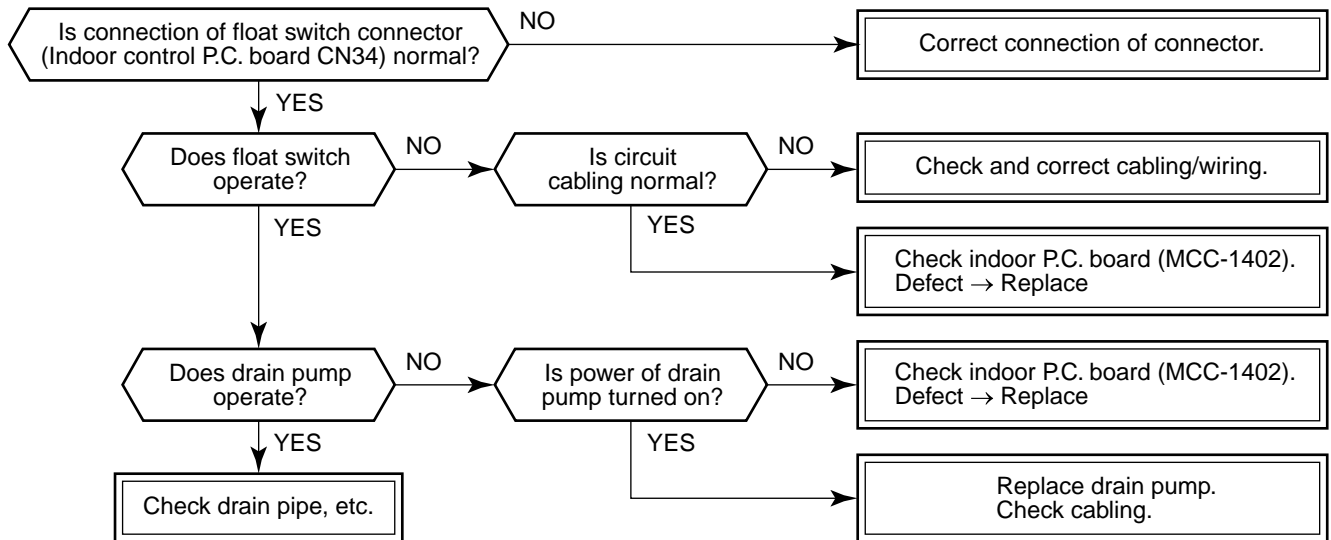 Is connection of float switch connector
(Indoor control P.C. board CN34) normal?
NO
Correct connection of connector.
YES
Does float switch
operate?
NO
Is circuit
cabling normal?
NO
Check and correct cabling/wiring.
YES
YES
Check indoor P.C. board (MCC-1402).
Defect → Replace
Does drain pump
operate?
NO
Is power of drain
pump turned on?
NO
Check indoor P.C. board (MCC-1402).
Defect → Replace
YES
YES
Check drain pipe, etc.
Replace drain pump.
Check cabling.